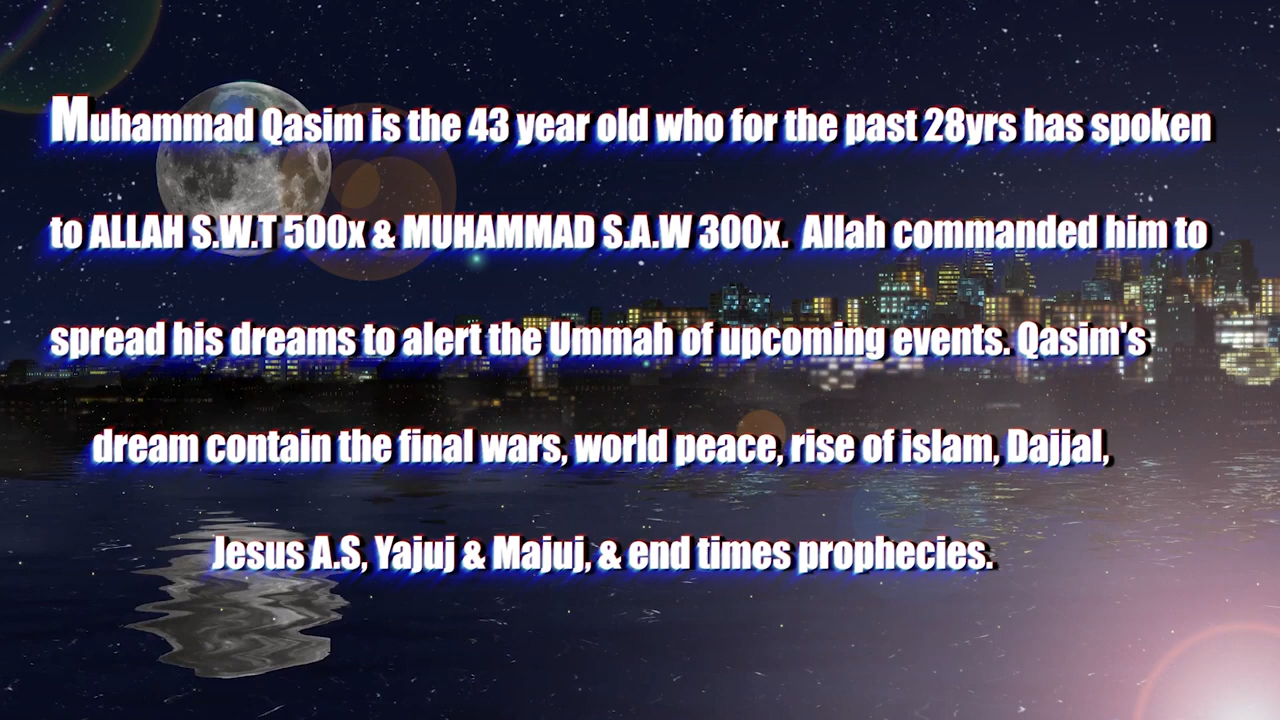 Muhammad Qasim is the 43 year old who for the past 28yrs has spoken
to ALLAH S.W.T 500x & MUHAMMAD S.A.W 300x. Allah commanded him to
spread his dreams to alert the Ummah of upcoming events. Qasim's
dream contain the final wars, world peace, rise of islam, Dajjal,
Jesus A.S, Yajuj & Majuj, & end times prophecies.